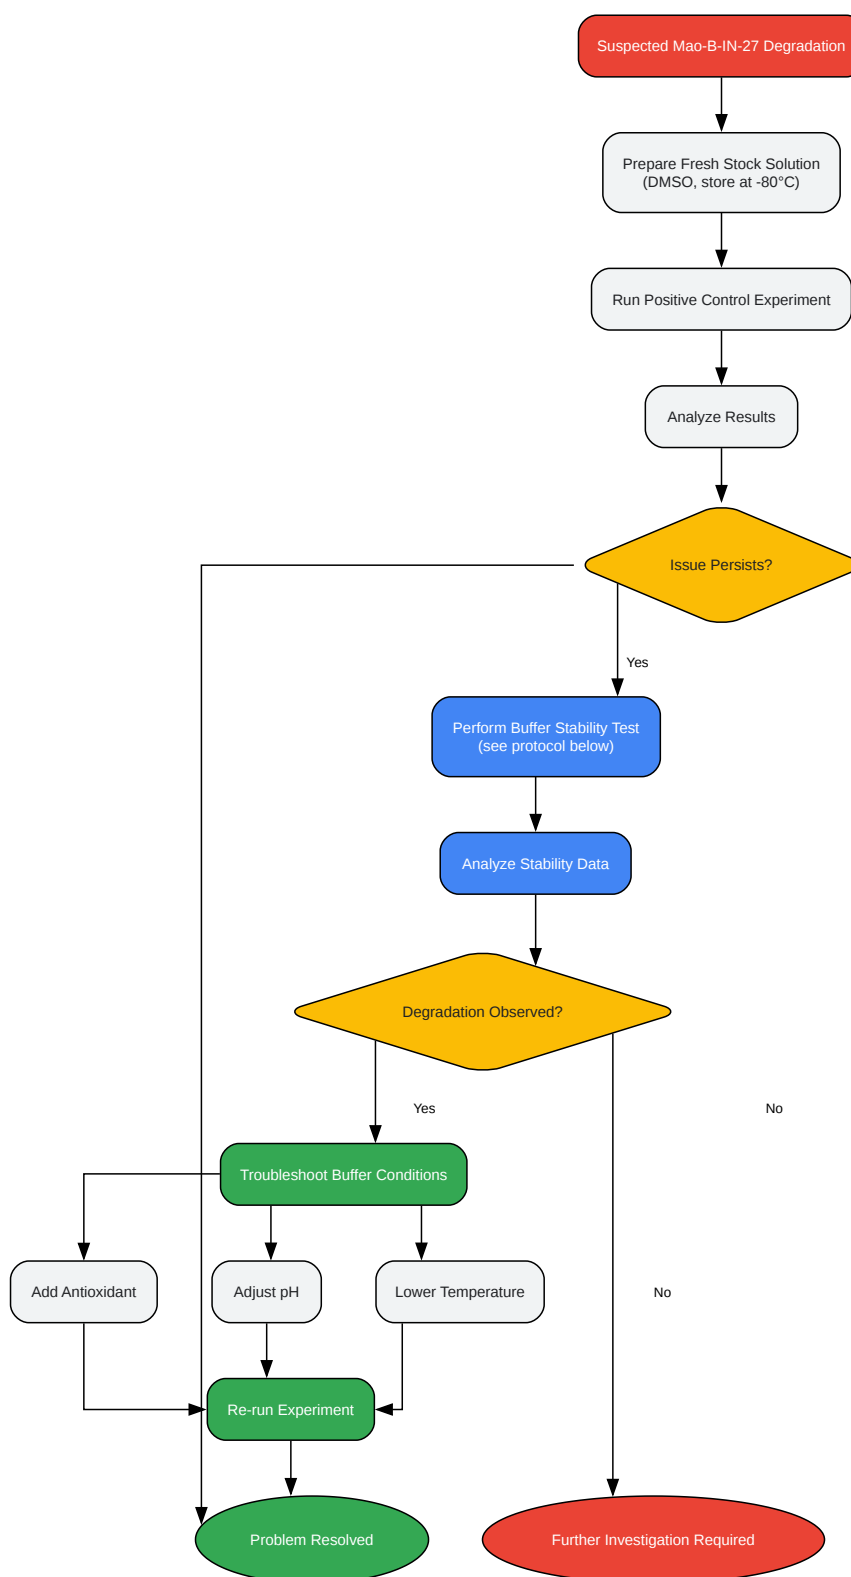 Suspected Mao-B-IN-27 Degradation
Prepare Fresh Stock Solution
(DMSO, store at -80°C)
Run Positive Control Experiment
Analyze Results
Issue Persists?
Yes
Perform Buffer Stability Test
(see protocol below)
Analyze Stability Data
Degradation Observed?
Yes
No
Troubleshoot Buffer Conditions
Add Antioxidant
Adjust pH
Lower Temperature
No
Re-run Experiment
Problem Resolved
Further Investigation Required